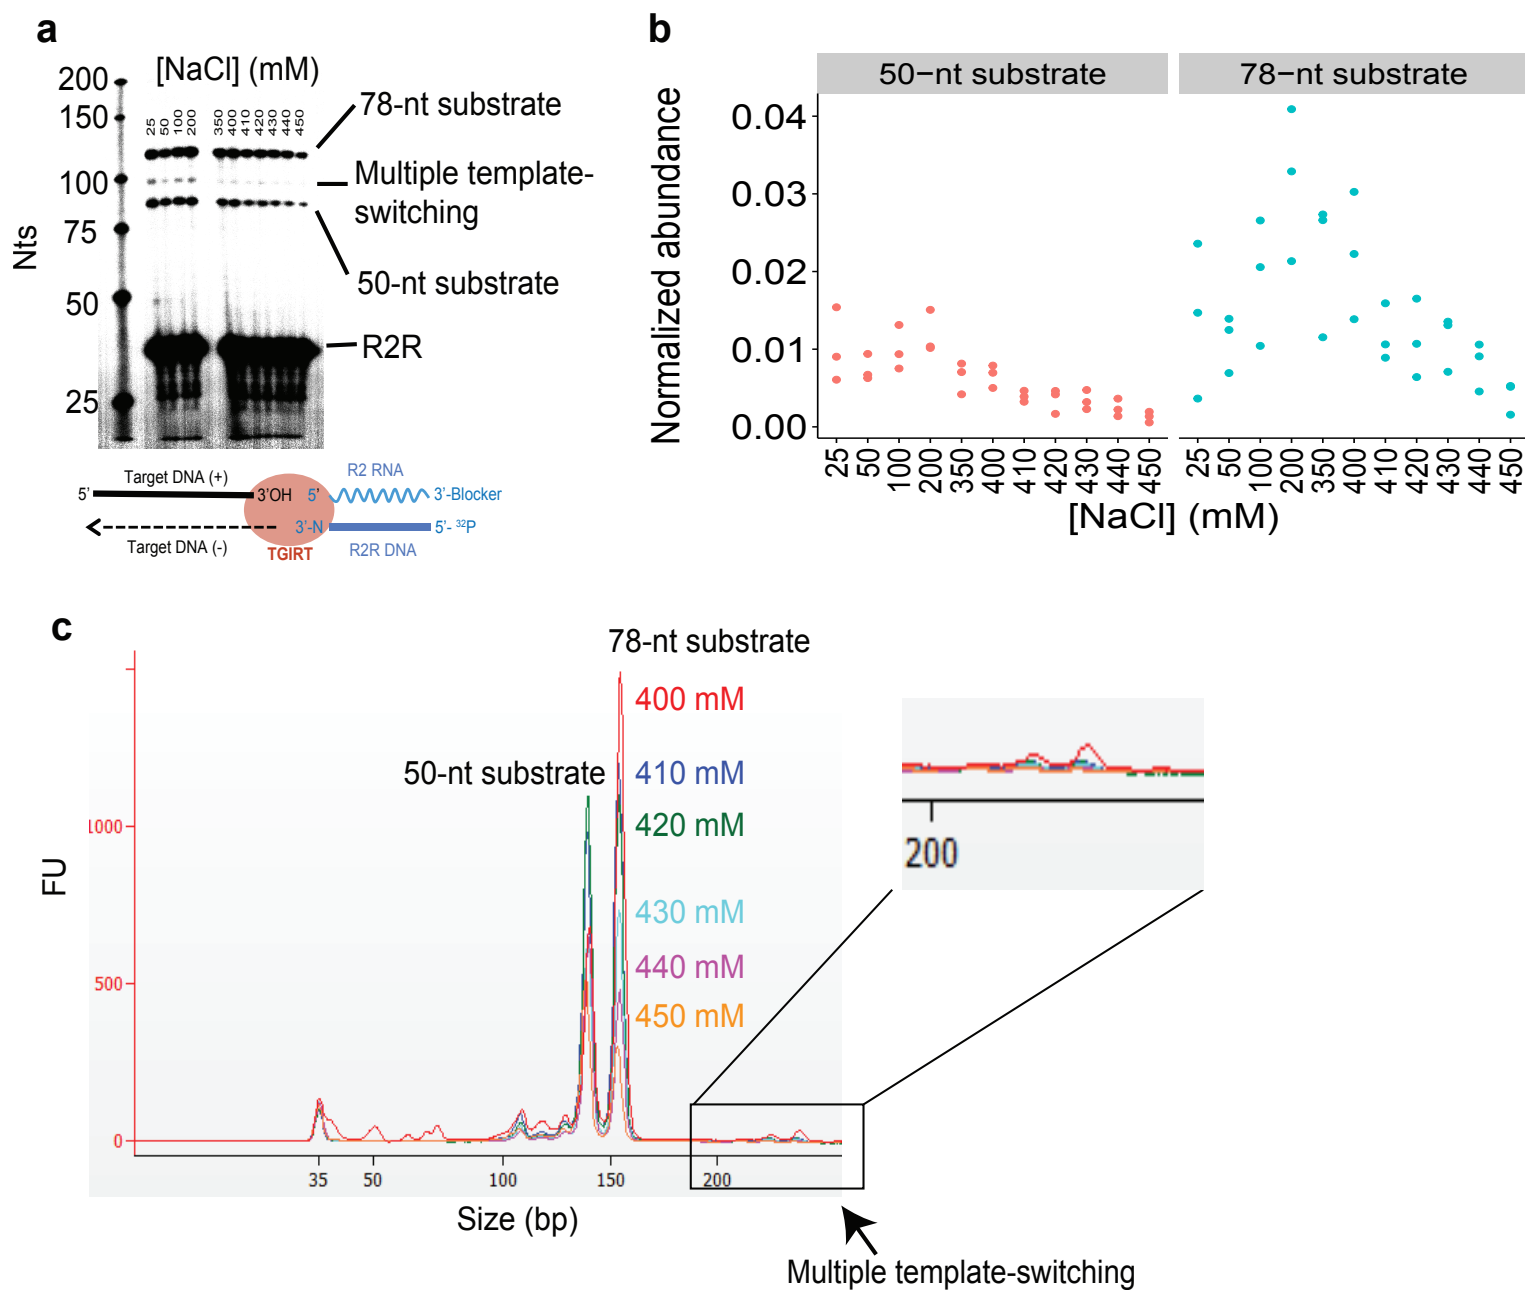 a
[NaCl] (mM)
200
150
100
75
50
25
Nts
25
50
100
200
350
400
410
420
430
440
450
78-nt substrate
Multiple template-
switching
50-nt substrate
R2R
Target DNA (+)
R2 RNA
5'
3'OH
5'
3'-Blocker
3'-N
5'- 32P
Target DNA (-)
TGIRT
R2R DNA
b
50−nt substrate
78−nt substrate
Normalized abundance
0.04
0.03
0.02
0.01
0.00
25
50
100
200
350
400
410
420
430
440
450
25
50
100
200
350
400
410
420
430
440
450
[NaCl] (mM)
c
78-nt substrate
400 mM
50-nt substrate
410 mM
420 mM
430 mM
440 mM
450 mM
FU
1000
500
0
35
50
100
150
200
Size (bp)
200
Multiple template-switching